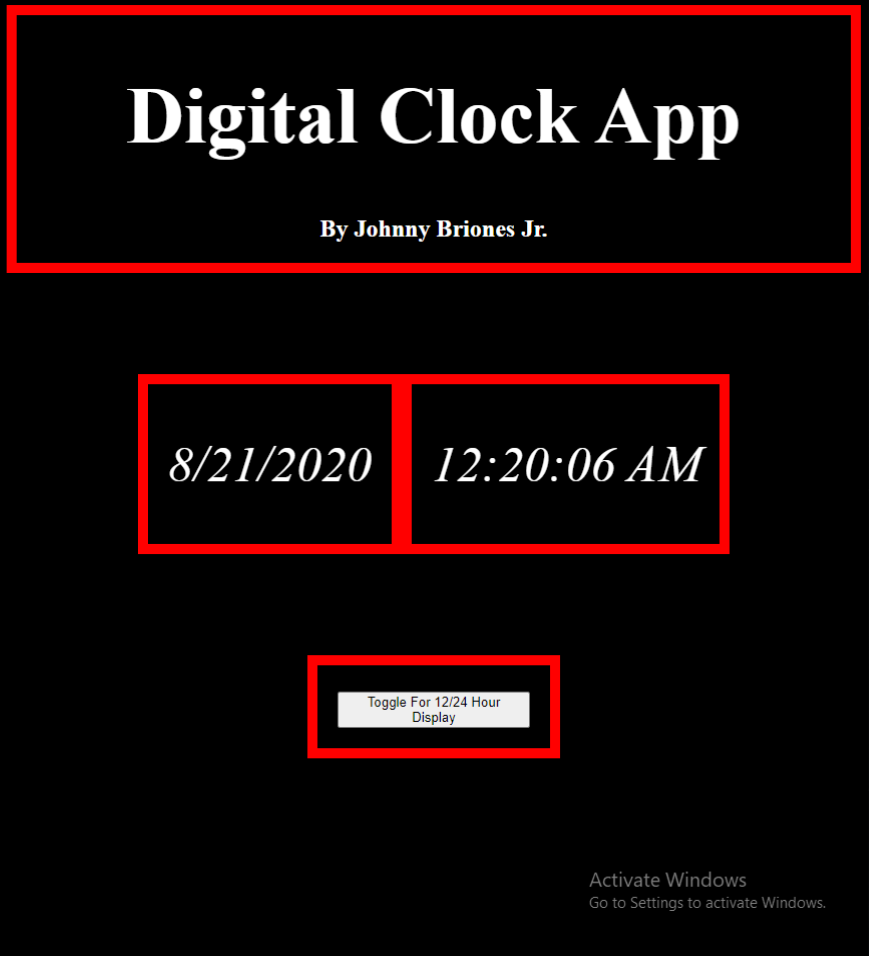 Digital Clock App
By Johnny Briones Jr.
8/21/2020 12:20:06 AM
Toggle For 12/24 Hour
Display
Activate Windows
Go to Settings to activate Windows.